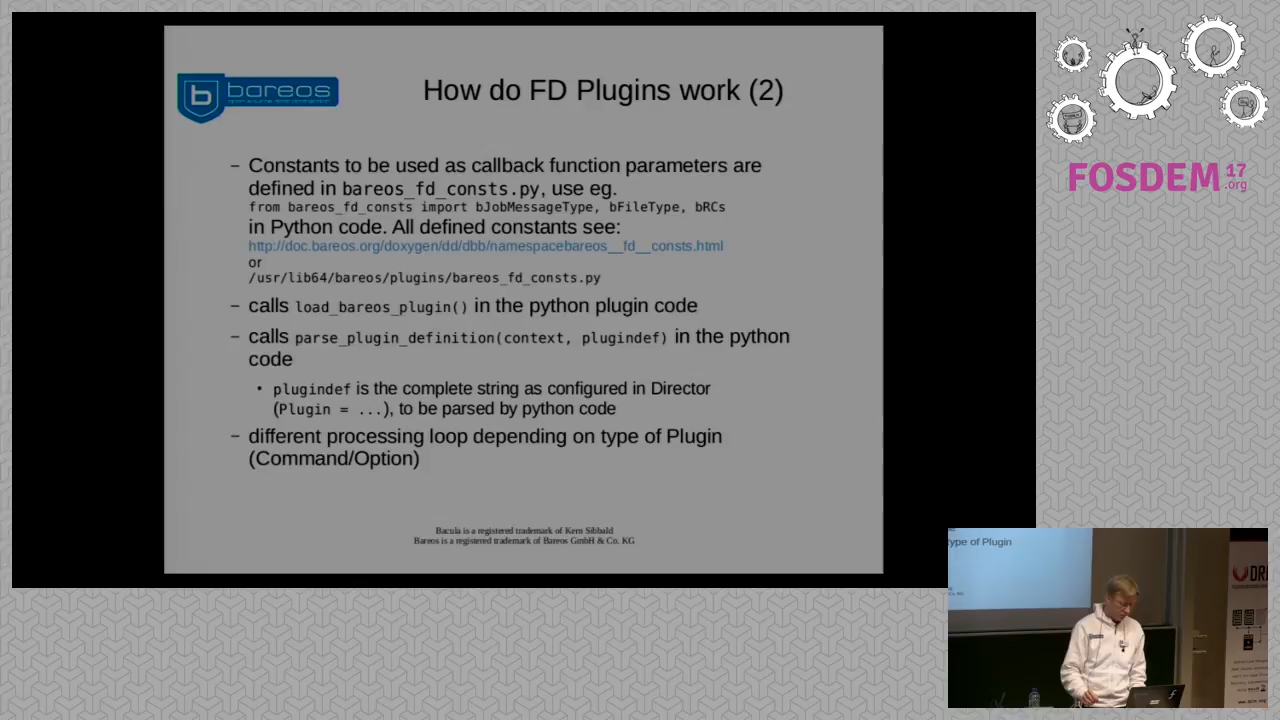 bareos
How do FD Plugins work (2)
– Constants to be used as callback function parameters are
defined in bareos_fd_consts.py, use eg.
from bareos_fd_consts import bJobMessageType, bFileType, bRCs
in Python code. All defined constants see:
http://doc.bareos.org/doxygen/dd/dbb/namespacebareos__fd__consts.html
or
/usr/lib64/bareos/plugins/bareos_fd_consts.py
– calls load_bareos_plugin() in the python plugin code
– calls parse_plugin_definition(context, plugindef) in the python
code
• plugindef is the complete string as configured in Director
(Plugin = ...), to be parsed by python code
– different processing loop depending on type of Plugin
(Command/Option)
Bacula is a registered trademark of Kern Sibbald
Bareos is a registered trademark of Bareos GmbH & Co. KG
FOSDEM 17
.org
ype of Plugin